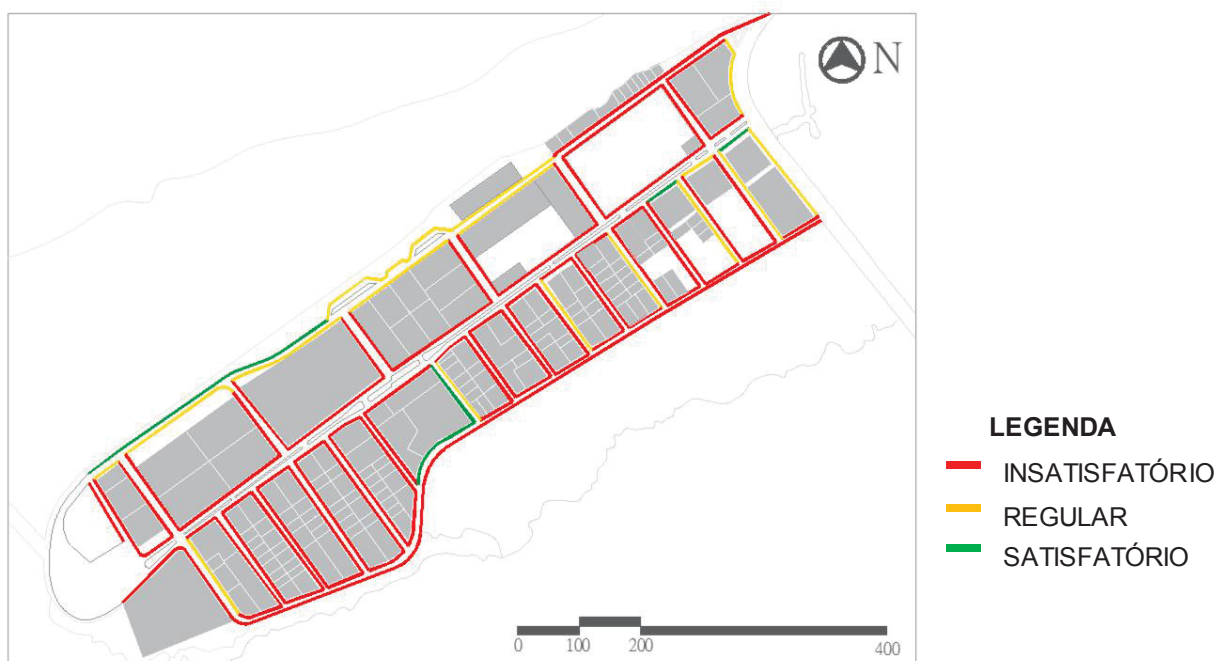 N
LEGENDA
INSATISFATÓRIO
REGULAR
SATISFATÓRIO
0 100 200 400